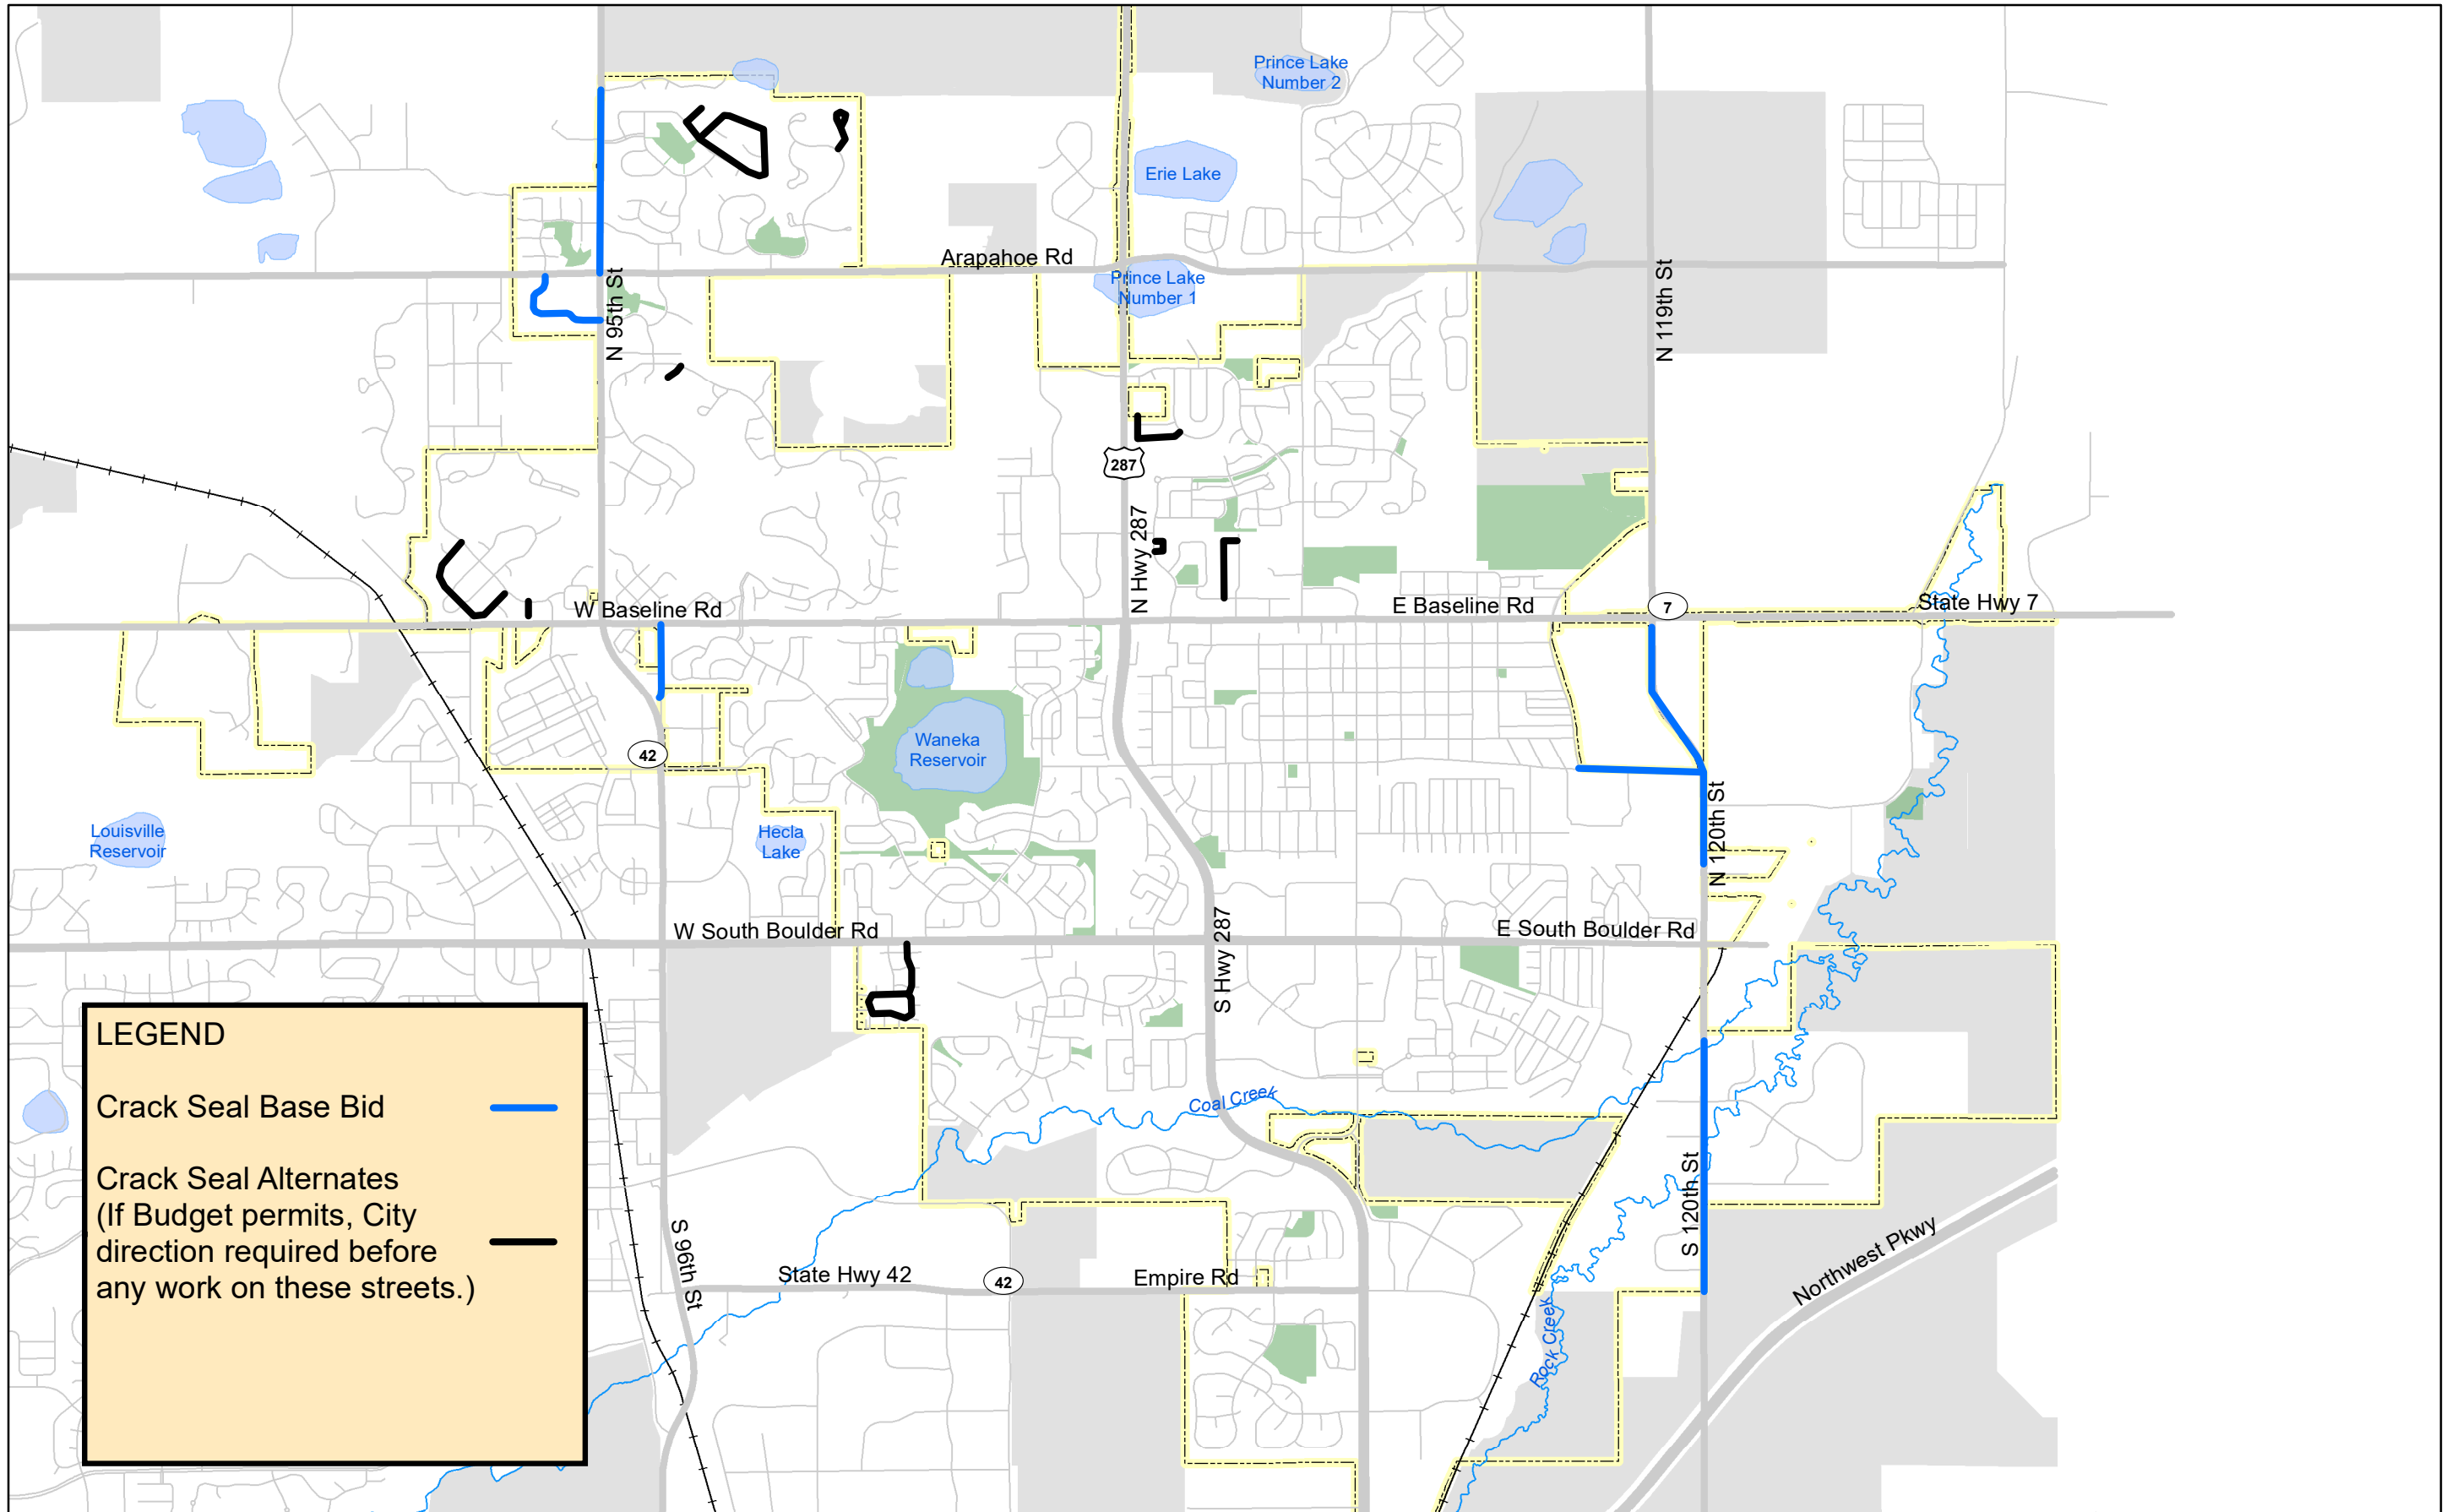 Prince Lake
Number 2
Erie Lake
Arapahoe Rd
Prince Lake
Number 1
N 95th St
N 119th St
287
N Hwy 287
W Baseline Rd
E Baseline Rd
7
State Hwy 7
42
Waneka
Reservoir
Louisville
Reservoir
Hecla
Lake
N 120th St
W South Boulder Rd
S Hwy 287
E South Boulder Rd
LEGEND
Crack Seal Base Bid
Crack Seal Alternates
(If Budget permits, City
direction required before
any work on these streets.)
Coal Creek
S 120th St
S 96th St
State Hwy 42
42
Empire Rd
Northwest Pkwy
Rock Creek